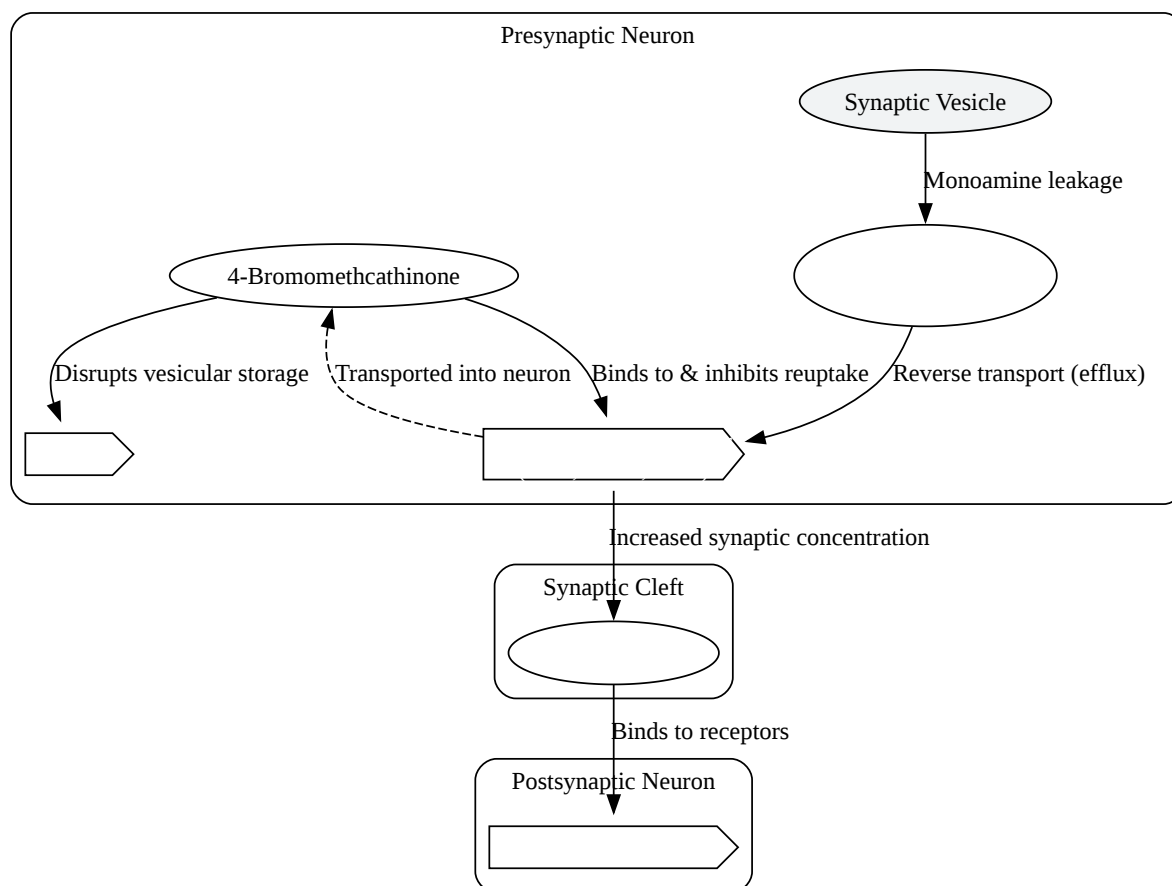 Presynaptic Neuron
Synaptic Vesicle
Monoamine leakage
4-Bromomethcathinone
Disrupts vesicular storage
Transported into neuron
Binds to & inhibits reuptake
Reverse transport (efflux)
Increased synaptic concentration
Synaptic Cleft
Binds to receptors
Postsynaptic Neuron